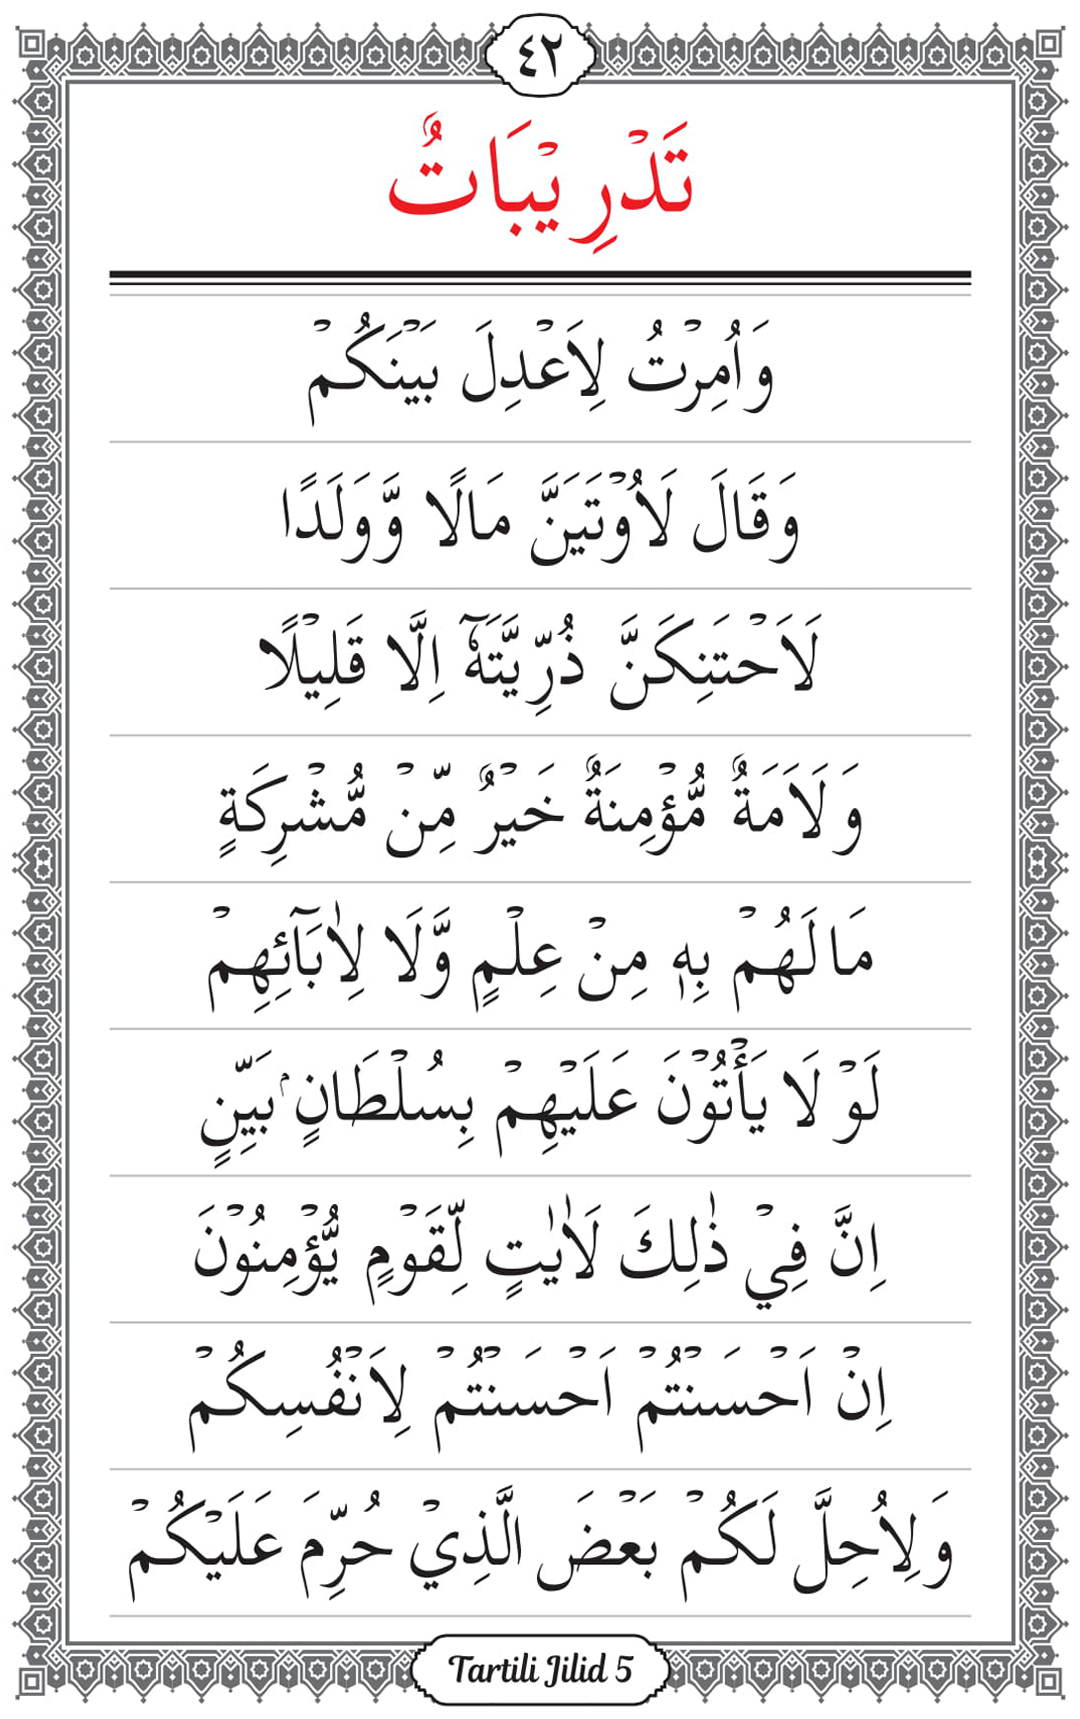 ٤٢
تَدْرِيْبَاتٌ
وَاُمِرْتُ لِاَعْدِلَ بَيْنَكُمْ
وَقَالَ لَاُوْتَيَنَّ مَالًا وَّوَلَدًا
لَاَحْتَنِكَنَّ ذُرِّيَّتَهٗٓ اِلَّا قَلِيْلًا
وَلَاَمَةٌ مُّؤْمِنَةٌ خَيْرٌ مِّنْ مُّشْرِكَةٍ
مَا لَهُمْ بِهٖ مِنْ عِلْمٍ وَّلَا لِاٰبَآئِهِمْ
لَوْ لَا يَأْتُوْنَ عَلَيْهِمْ بِسُلْطَانٍۢ بَيِّنٍ
اِنَّ فِيْ ذٰلِكَ لَاٰيٰتٍ لِّقَوْمٍ يُّؤْمِنُوْنَ
اِنْ اَحْسَنْتُمْ اَحْسَنْتُمْ لِاَنْفُسِكُمْ
وَلِاُحِلَّ لَكُمْ بَعْضَ الَّذِيْ حُرِّمَ عَلَيْكُمْ
Tartili Jilid 5